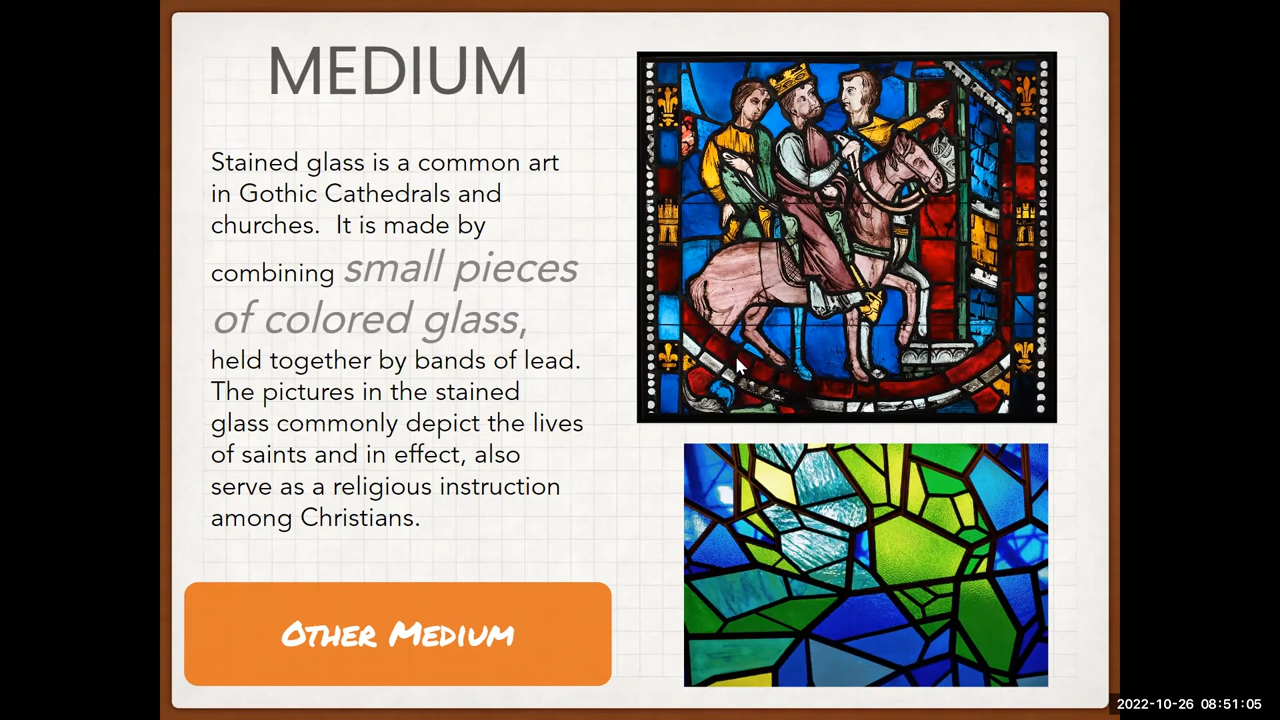 MEDIUM
Stained glass is a common art
in Gothic Cathedrals and
churches.  It is made by
combining small pieces
of colored glass,
held together by bands of lead.
The pictures in the stained
glass commonly depict the lives
of saints and in effect, also
serve as a religious instruction
among Christians.
Other Medium
2022-10-26 08:51:05